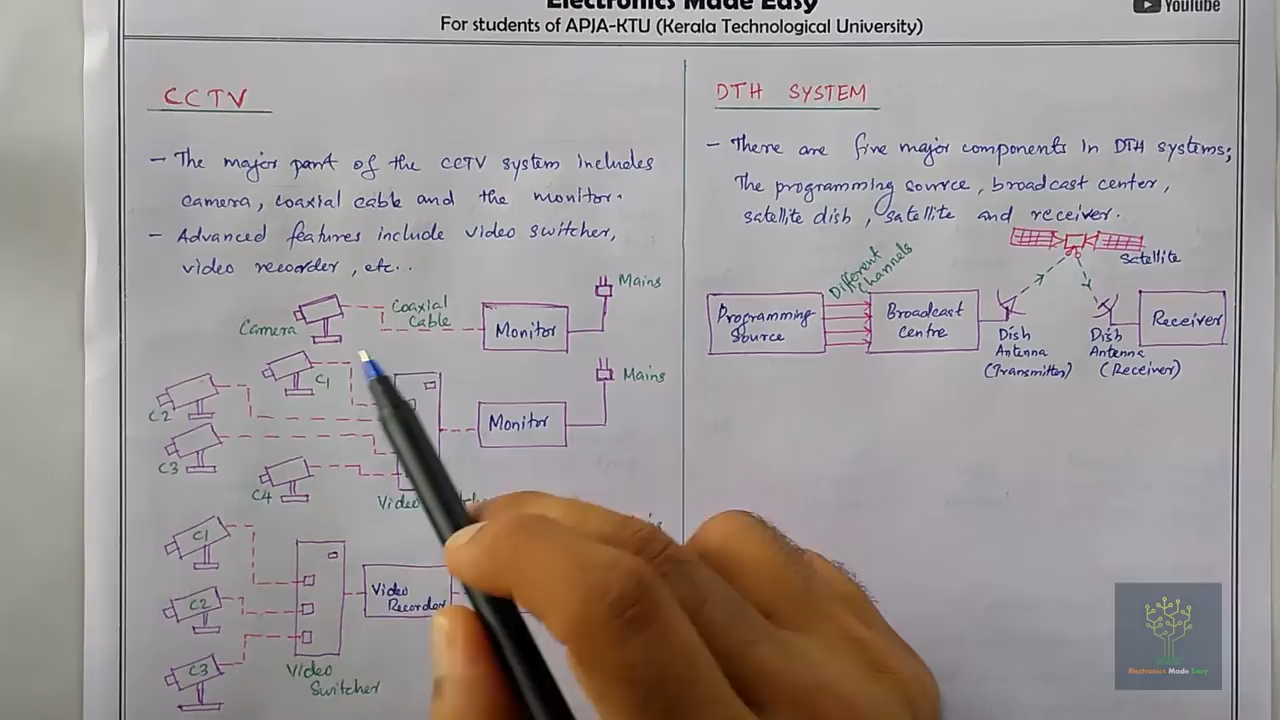 Electronics Made Easy
For students of APJA-KTU (Kerala Technological University)
YouTube
CCTV
- The major part of the CCTV system includes
camera, coaxial cable and the monitor.
- Advanced features include video switcher,
video recorder, etc..
Camera
Coaxial
Cable
Monitor
Mains
C1
C2
C3
C4
Monitor
Mains
Video
C1
C2
C3
Video
Recorder
Video
Switcher
DTH SYSTEM
- There are five major components in DTH systems;
The programming source, broadcast center,
satellite dish, satellite and receiver.
Satellite
Different
Channels
Programming
Source
Broadcast
Centre
Dish
Antenna
(Transmitter)
Dish
Antenna
(Receiver)
Receiver
Electronics Made Easy